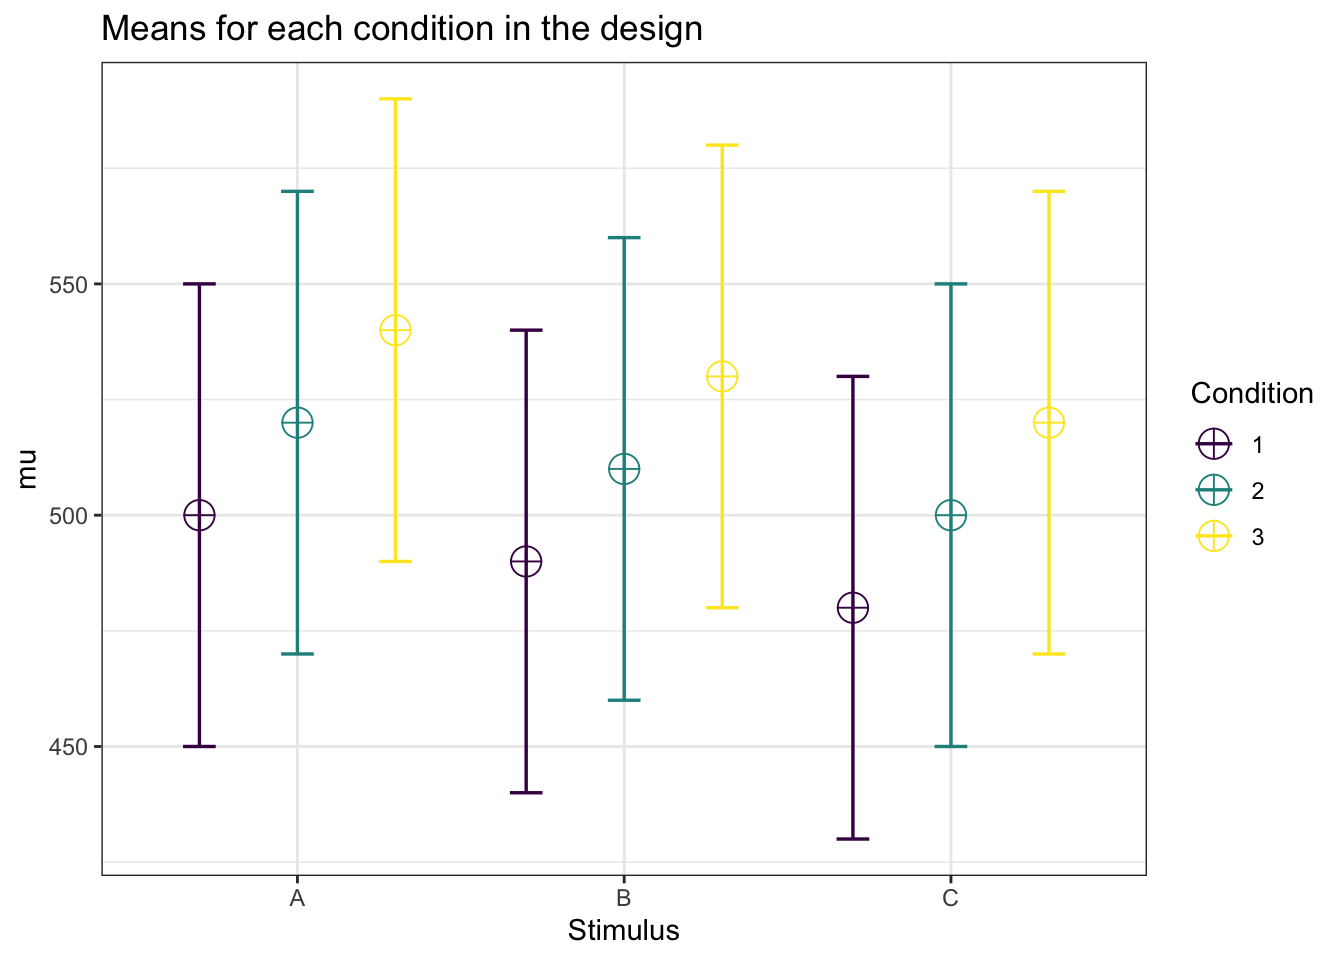 Means for each condition in the design
mu
550
500
450
A B C
Stimulus
Condition
1
2
3